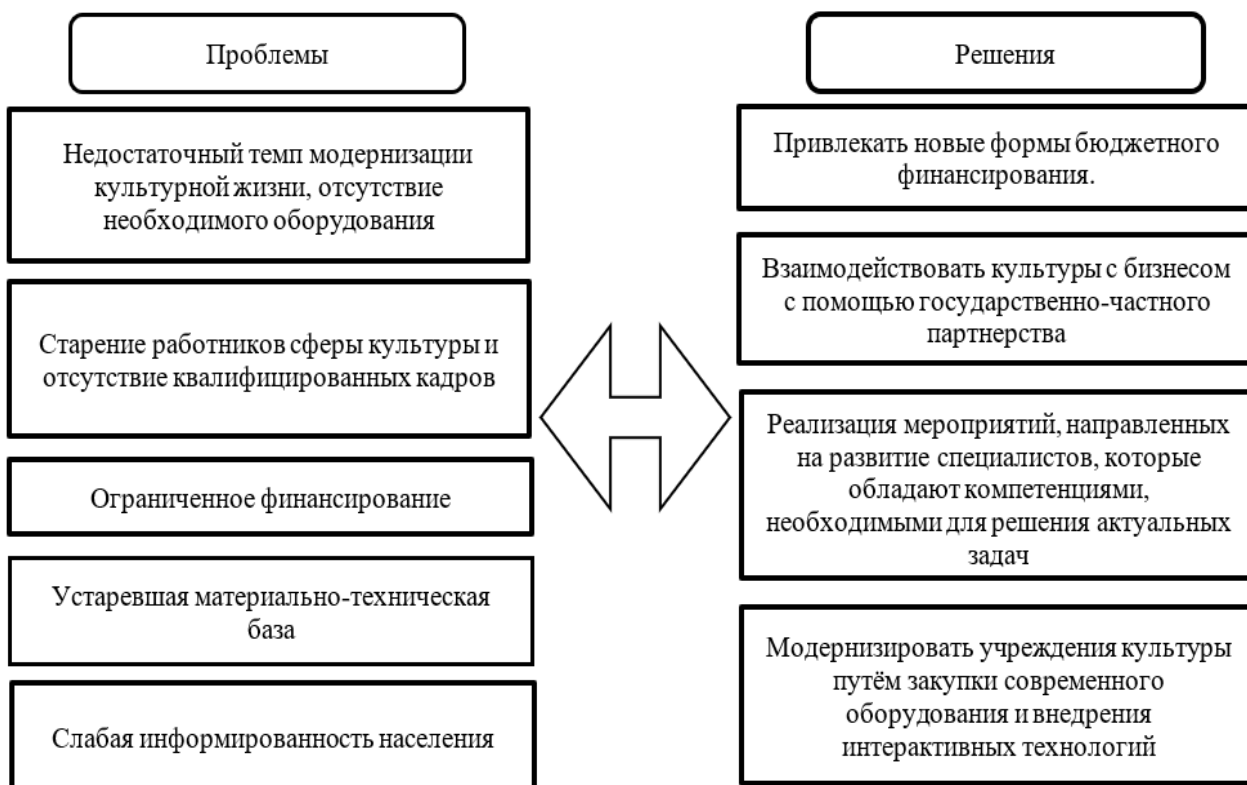 Проблемы
Недостаточный темп модернизации
культурной жизни, отсутствие
необходимого оборудования
Старение работников сферы культуры и
отсутствие квалифицированных кадров
Ограниченное финансирование
Устаревшая материально-техническая
база
Слабая информированность населения
Решения
Привлекать новые формы бюджетного
финансирования.
Взаимодействовать культуры с бизнесом
с помощью государственно-частного
партнерства
Реализация мероприятий, направленных
на развитие специалистов, которые
обладают компетенциями,
необходимыми для решения актуальных
задач
Модернизировать учреждения культуры
путём закупки современного
оборудования и внедрения
интерактивных технологий